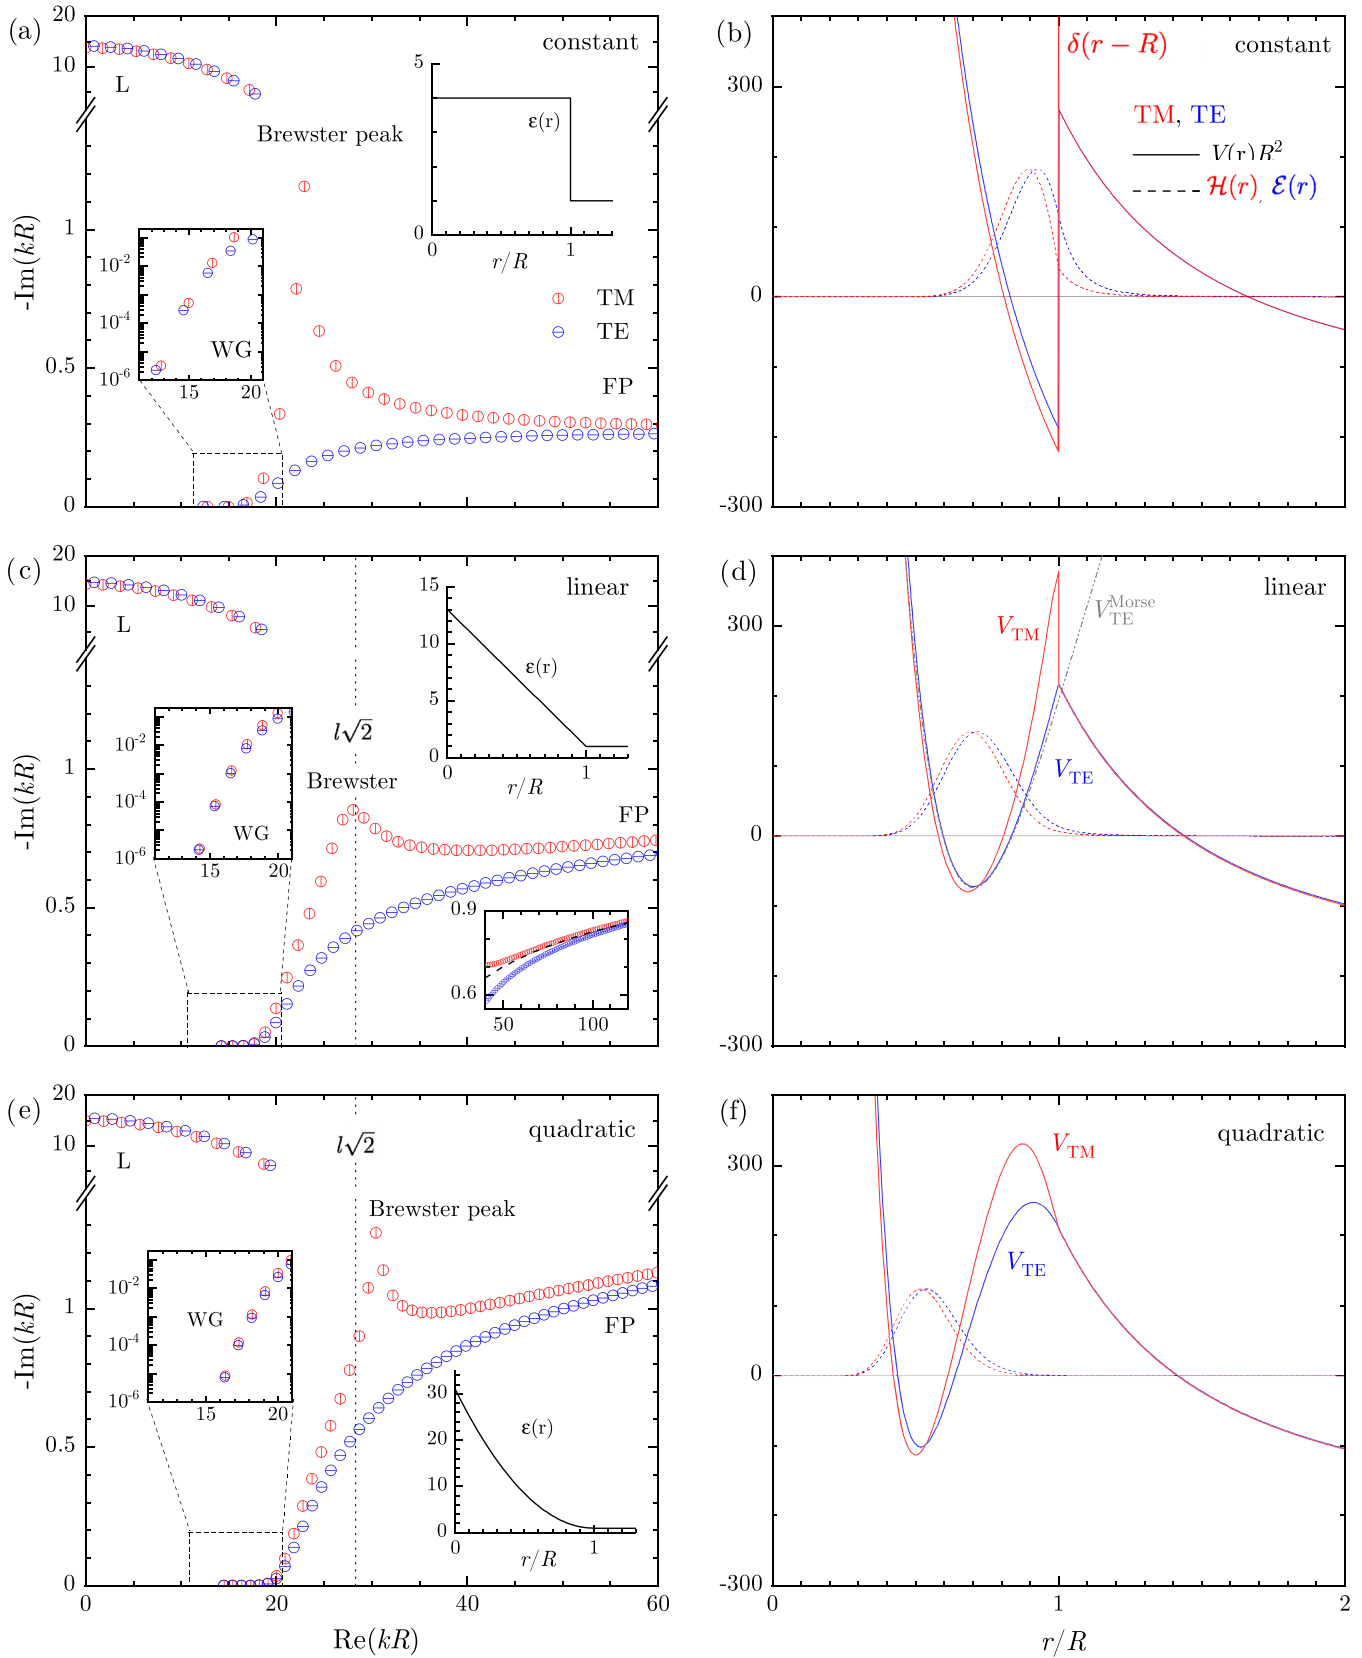 (a)
20
10
L
constant
Brewster peak
5
ε(r)
0
0
1
r/R
1
-Im(kR)
10⁻²
10⁻⁴
10⁻⁶
WG
15
20
TM
TE
FP
0.5
0
(b)
300
δ(r − R)
constant
TM, TE
V(r)R²
ℋ(r), ℰ(r)
0
-300
(c)
20
10
L
linear
15
10
5
0
ε(r)
0
1
r/R
l√2
Brewster
1
-Im(kR)
10⁻²
10⁻⁴
10⁻⁶
WG
15
20
FP
0.5
0.9
0.6
50
100
0
(d)
300
V_TM
V_TE^Morse
linear
V_TE
0
-300
(e)
20
10
L
l√2
quadratic
Brewster peak
1
-Im(kR)
10⁻²
10⁻⁴
10⁻⁶
WG
15
20
FP
0.5
30
20
10
0
ε(r)
0
1
r/R
0
0
20
40
60
Re(kR)
(f)
300
V_TM
quadratic
V_TE
0
-300
0
1
2
r/R